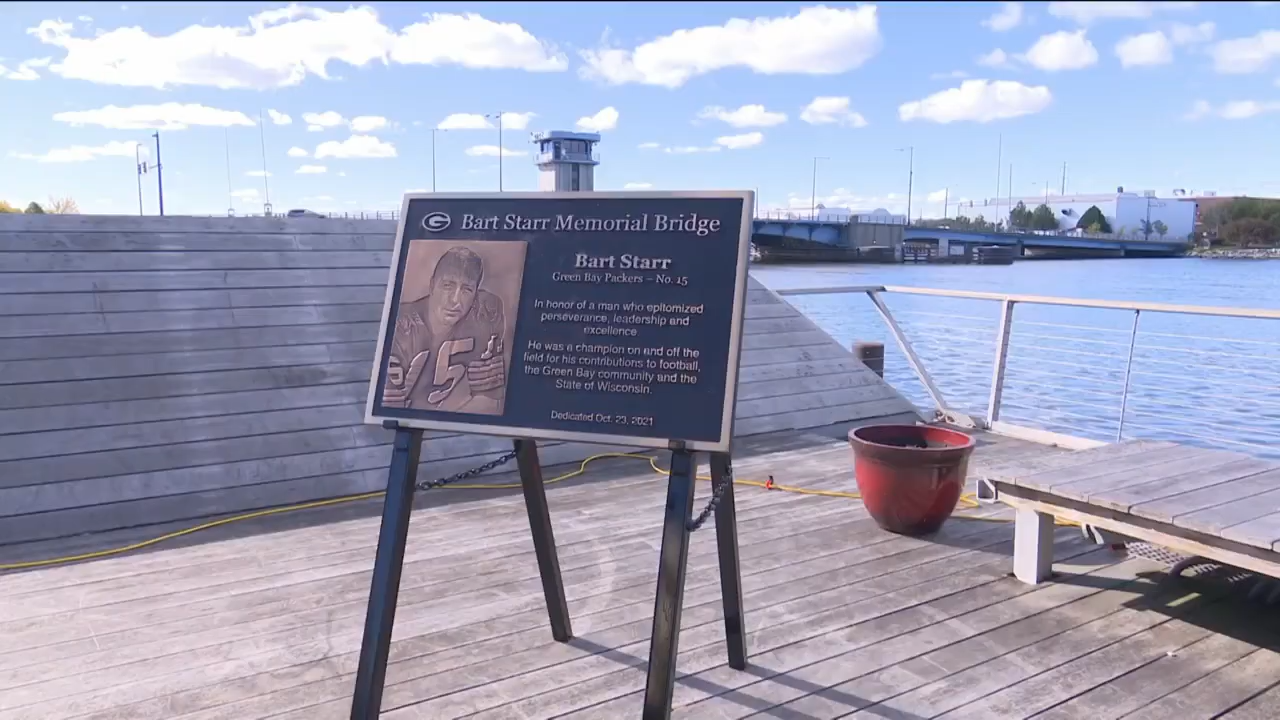 G Bart Starr Memorial Bridge
Bart Starr
Green Bay Packers – No. 15
In honor of a man who epitomized
perseverance, leadership and
excellence
He was a champion on and off the
field for his contributions to football,
the Green Bay community and the
State of Wisconsin.
Dedicated Oct. 23, 2021
15